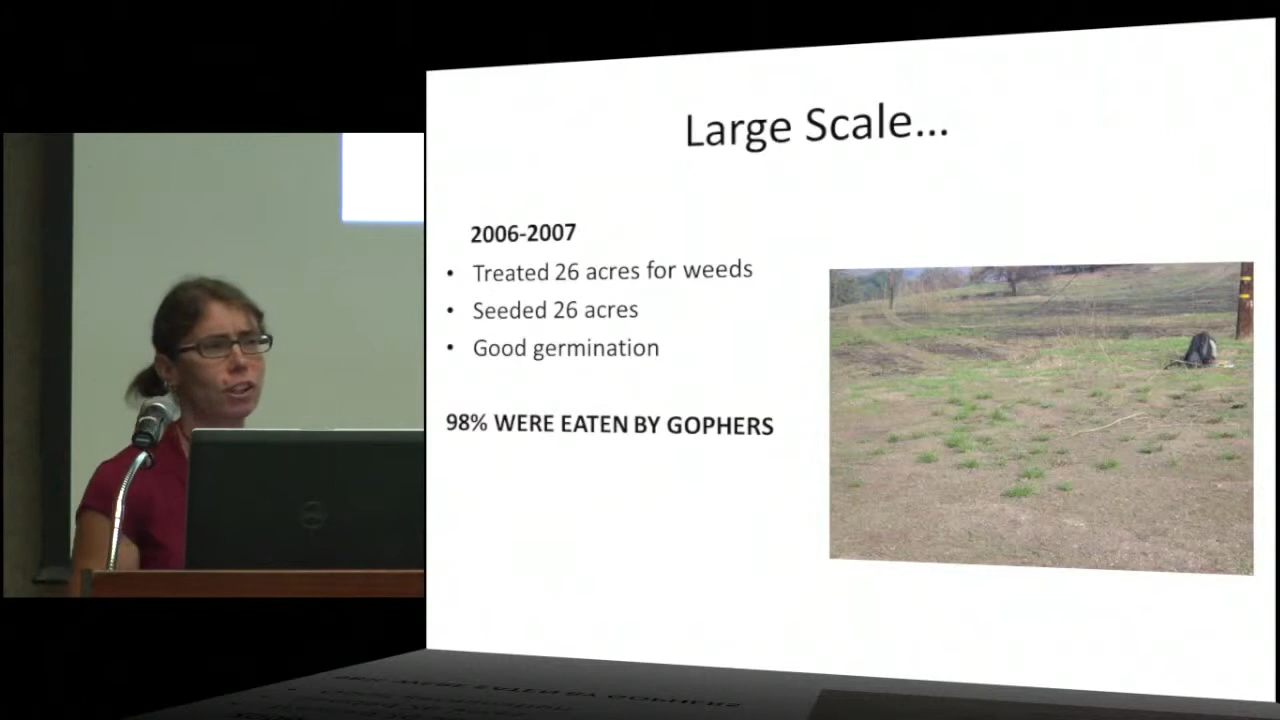 Large Scale...
2006-2007
• Treated 26 acres for weeds
• Seeded 26 acres
• Good germination
98% WERE EATEN BY GOPHERS